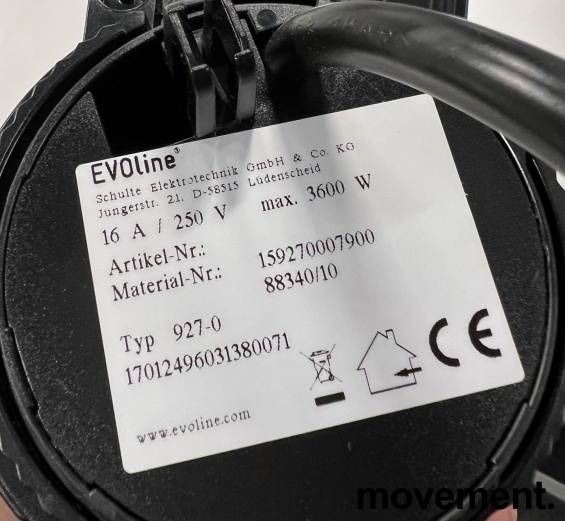 EVOline®
Schulte Elektrotechnik GmbH & Co. KG
Jüngerstr. 21, D-58515 Lüdenscheid
16 A / 250 V max. 3600 W
Artikel-Nr.: 159270007900
Material-Nr.: 88340/10
Typ 927-0
17012496031380071
CE
www.evoline.com
movement.